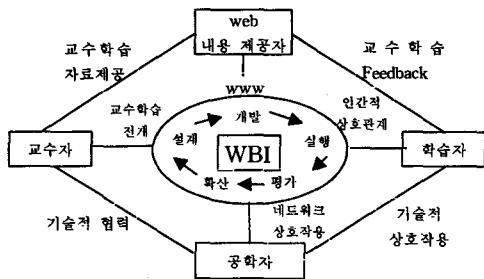 web
내용 제공자
교수학습
자료제공
교 수 학 습
Feedback
www
교수학습
전개
개발
인간적
상호관계
설계
실행
교수자
WBI
학습자
확산
평가
네드워크
상호작용
기술적 협력
기술적
상호작용
공학자